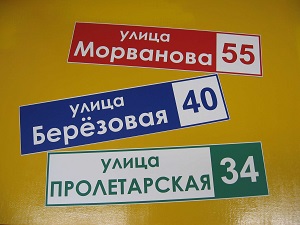 улица
Морванова 55
улица
Берёзовая 40
улица
ПРОЛЕТАРСКАЯ 34